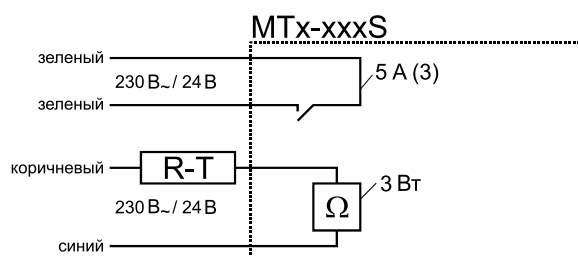 MTx-xxxS
зеленый
230 В~/ 24 В
5 А (3)
зеленый
коричневый
R-T
3 Вт
Ω
230 В~/ 24 В
синий